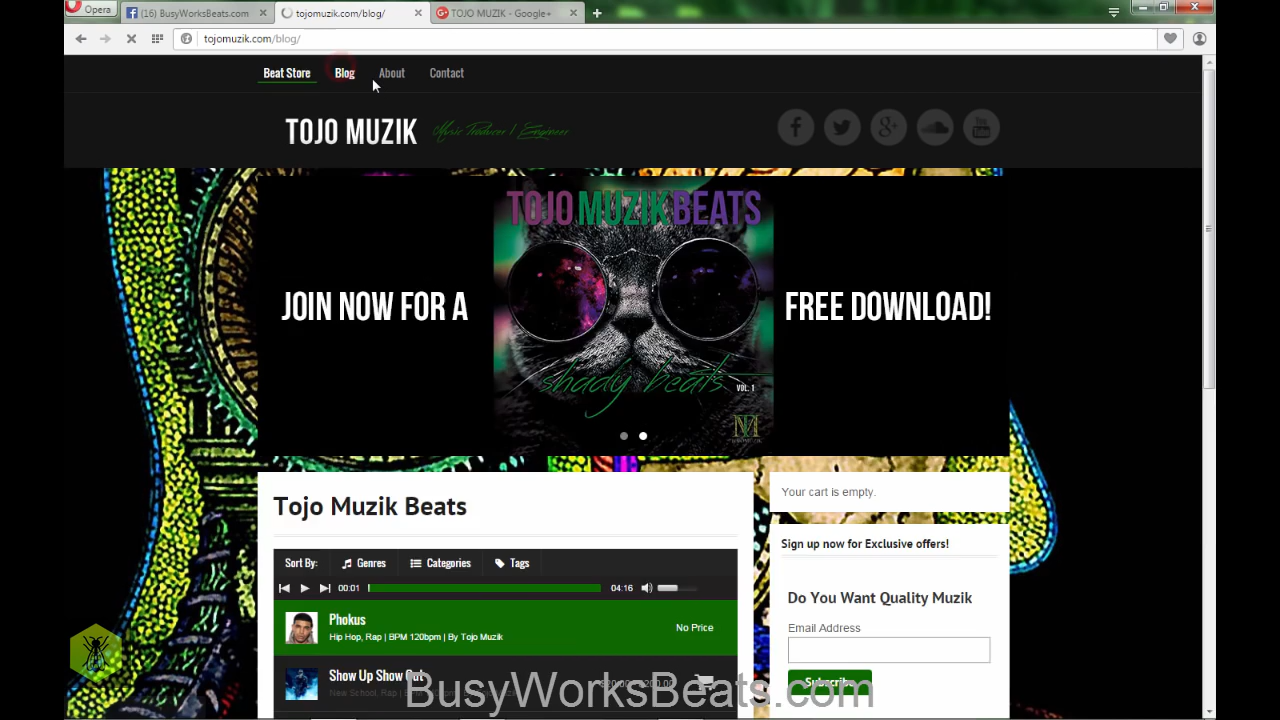 Opera
(16) BusyWorksBeats.com
tojomuzik.com/blog/
TOJO MUZIK - Google+
tojomuzik.com/blog/
Beat Store
Blog
About
Contact
TOJO MUZIK
Music Producer | Engineer
TOJO MUZIK BEATS
JOIN NOW FOR A
FREE DOWNLOAD!
shady beats
VOL. 1
Tojo Muzik Beats
Your cart is empty.
Sign up now for Exclusive offers!
Sort By:
Genres
Categories
Tags
00:01
04:16
Do You Want Quality Muzik
Phokus
No Price
Email Address
Hip Hop, Rap | BPM 120bpm | By Tojo Muzik
Show Up Show Out
Subscribe
BusyWorksBeats.com